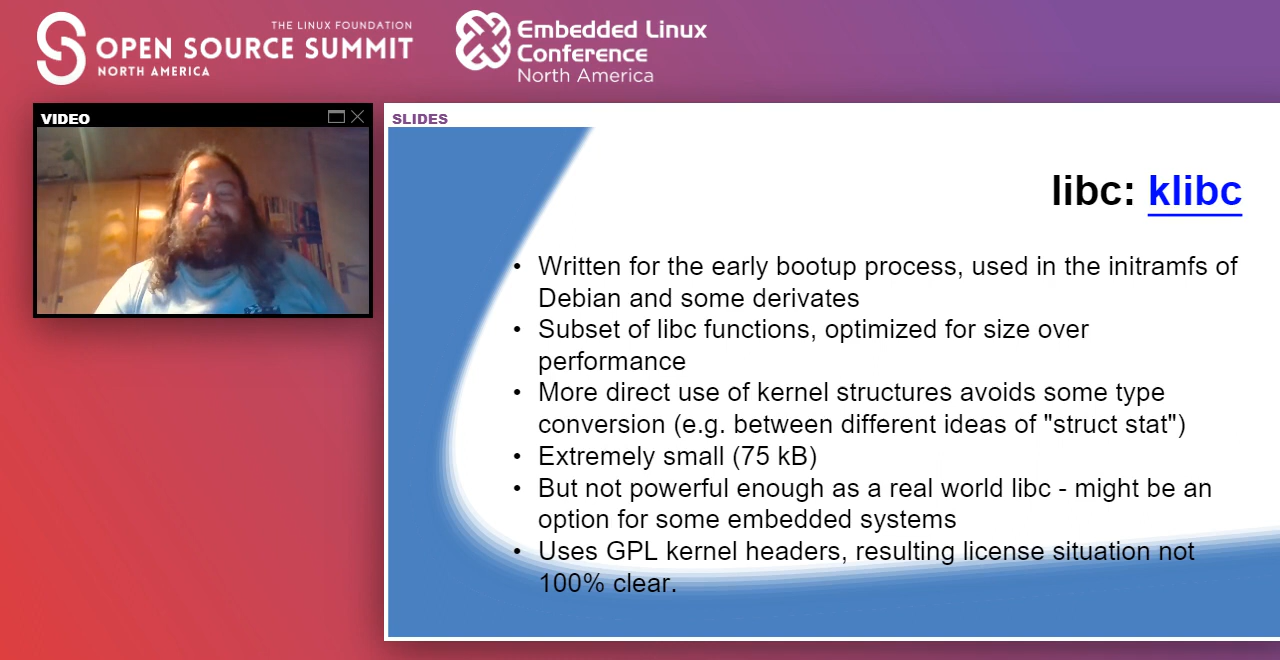 THE LINUX FOUNDATION
OPEN SOURCE SUMMIT
NORTH AMERICA
Embedded Linux
Conference
North America
VIDEO
SLIDES
libc: klibc
• Written for the early bootup process, used in the initramfs of
Debian and some derivates
• Subset of libc functions, optimized for size over
performance
• More direct use of kernel structures avoids some type
conversion (e.g. between different ideas of "struct stat")
• Extremely small (75 kB)
• But not powerful enough as a real world libc - might be an
option for some embedded systems
• Uses GPL kernel headers, resulting license situation not
100% clear.